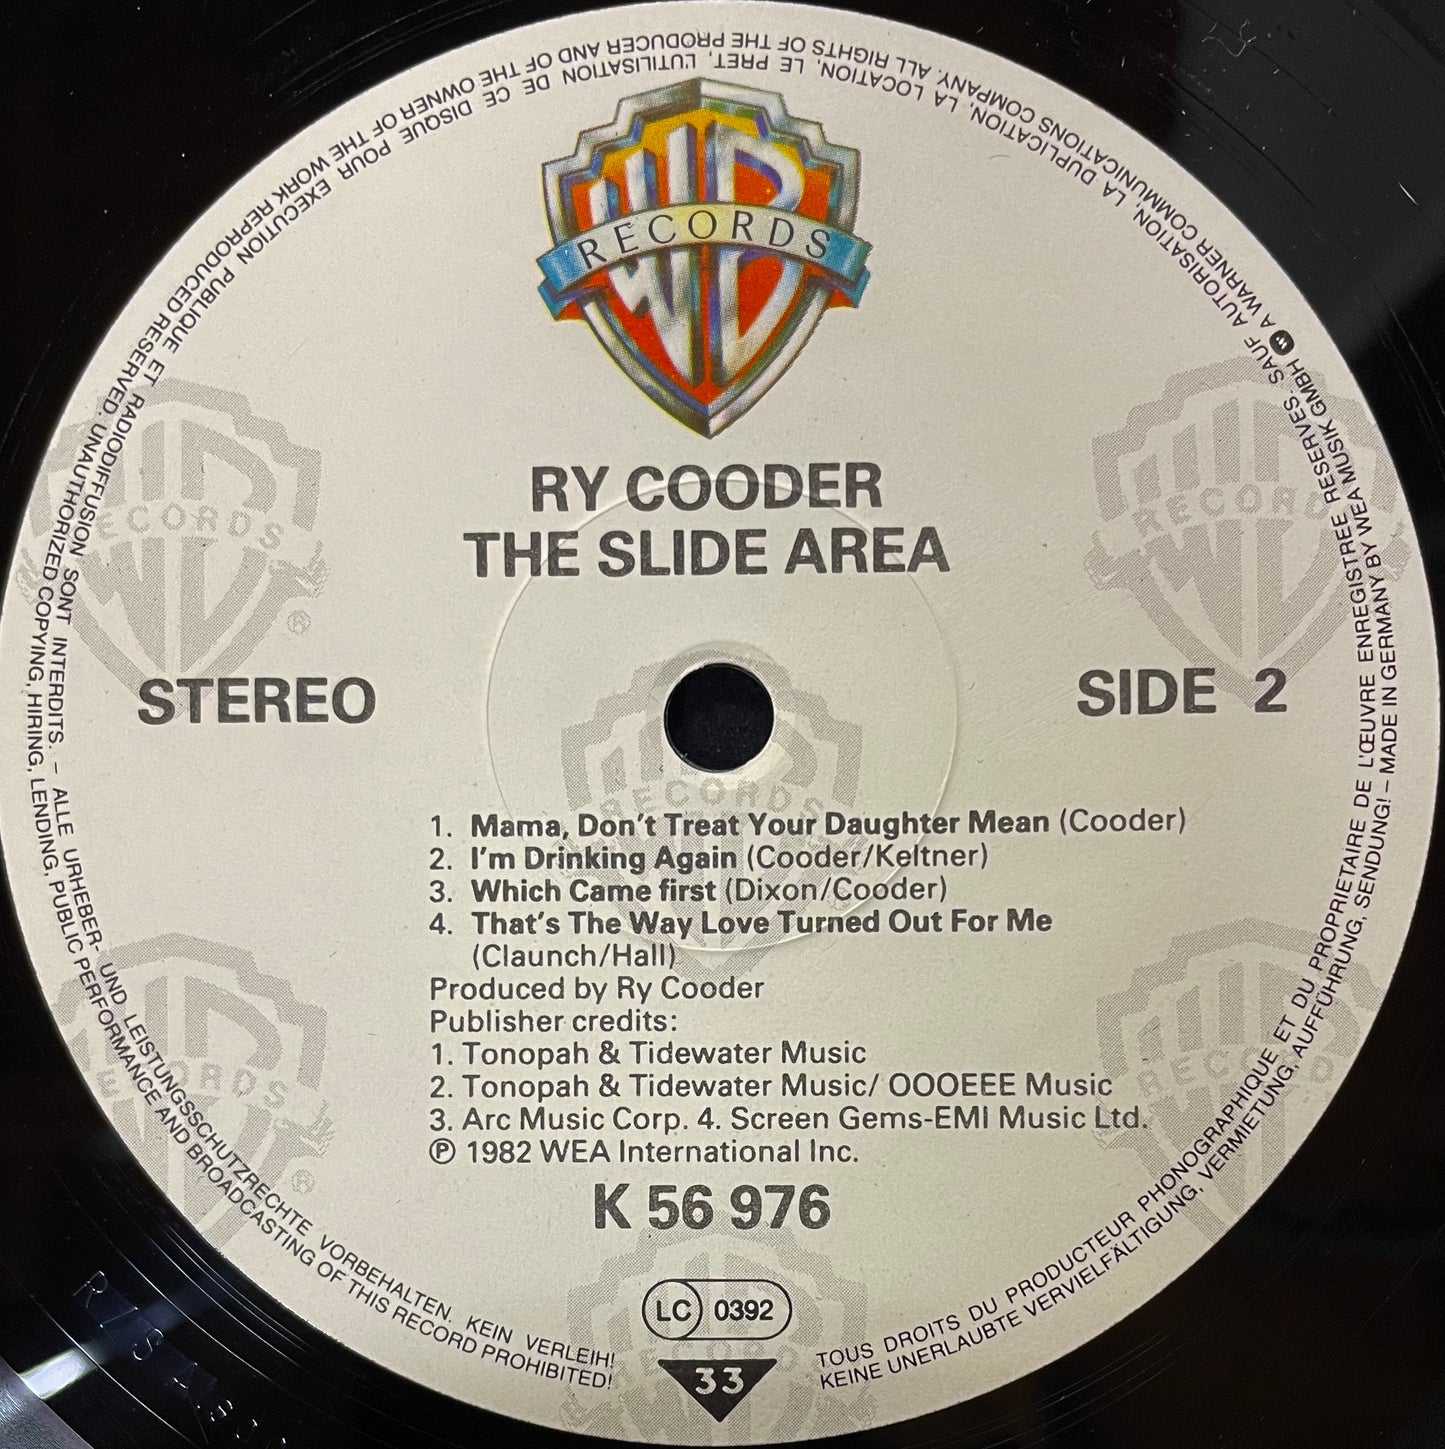 WB
RECORDS
RY COODER
THE SLIDE AREA
STEREO
SIDE 2
1. Mama, Don't Treat Your Daughter Mean (Cooder)
2. I'm Drinking Again (Cooder/Keltner)
3. Which Came first (Dixon/Cooder)
4. That's The Way Love Turned Out For Me
(Claunch/Hall)
Produced by Ry Cooder
Publisher credits:
1. Tonopah & Tidewater Music
2. Tonopah & Tidewater Music/ OOOEEE Music
3. Arc Music Corp. 4. Screen Gems-EMI Music Ltd.
℗ 1982 WEA International Inc.
K 56 976
LC 0392
33
TOUS DROITS DU PRODUCTEUR PHONOGRAPHIQUE ET DU PROPRIETAIRE DE L'ŒUVRE ENREGISTREE RESERVES. SAUF AUTORISATION, LA DUPLICATION, LA LOCATION, LE PRET, L'UTILISATION DE CE DISQUE POUR EXECUTION PUBLIQUE ET RADIODIFFUSION SONT INTERDITS. – ALLE URHEBER- UND LEISTUNGSSCHUTZRECHTE VORBEHALTEN. KEIN VERLEIH!
KEINE UNERLAUBTE VERVIELFÄLTIGUNG, VERMIETUNG, AUFFÜHRUNG, SENDUNG! – MADE IN GERMANY BY WEA MUSIK GMBH W A WARNER COMMUNICATIONS COMPANY. ALL RIGHTS OF THE PRODUCER AND OF THE OWNER OF THE WORK REPRODUCED RESERVED. UNAUTHORIZED COPYING, HIRING, LENDING, PUBLIC PERFORMANCE AND BROADCASTING OF THIS RECORD PROHIBITED!